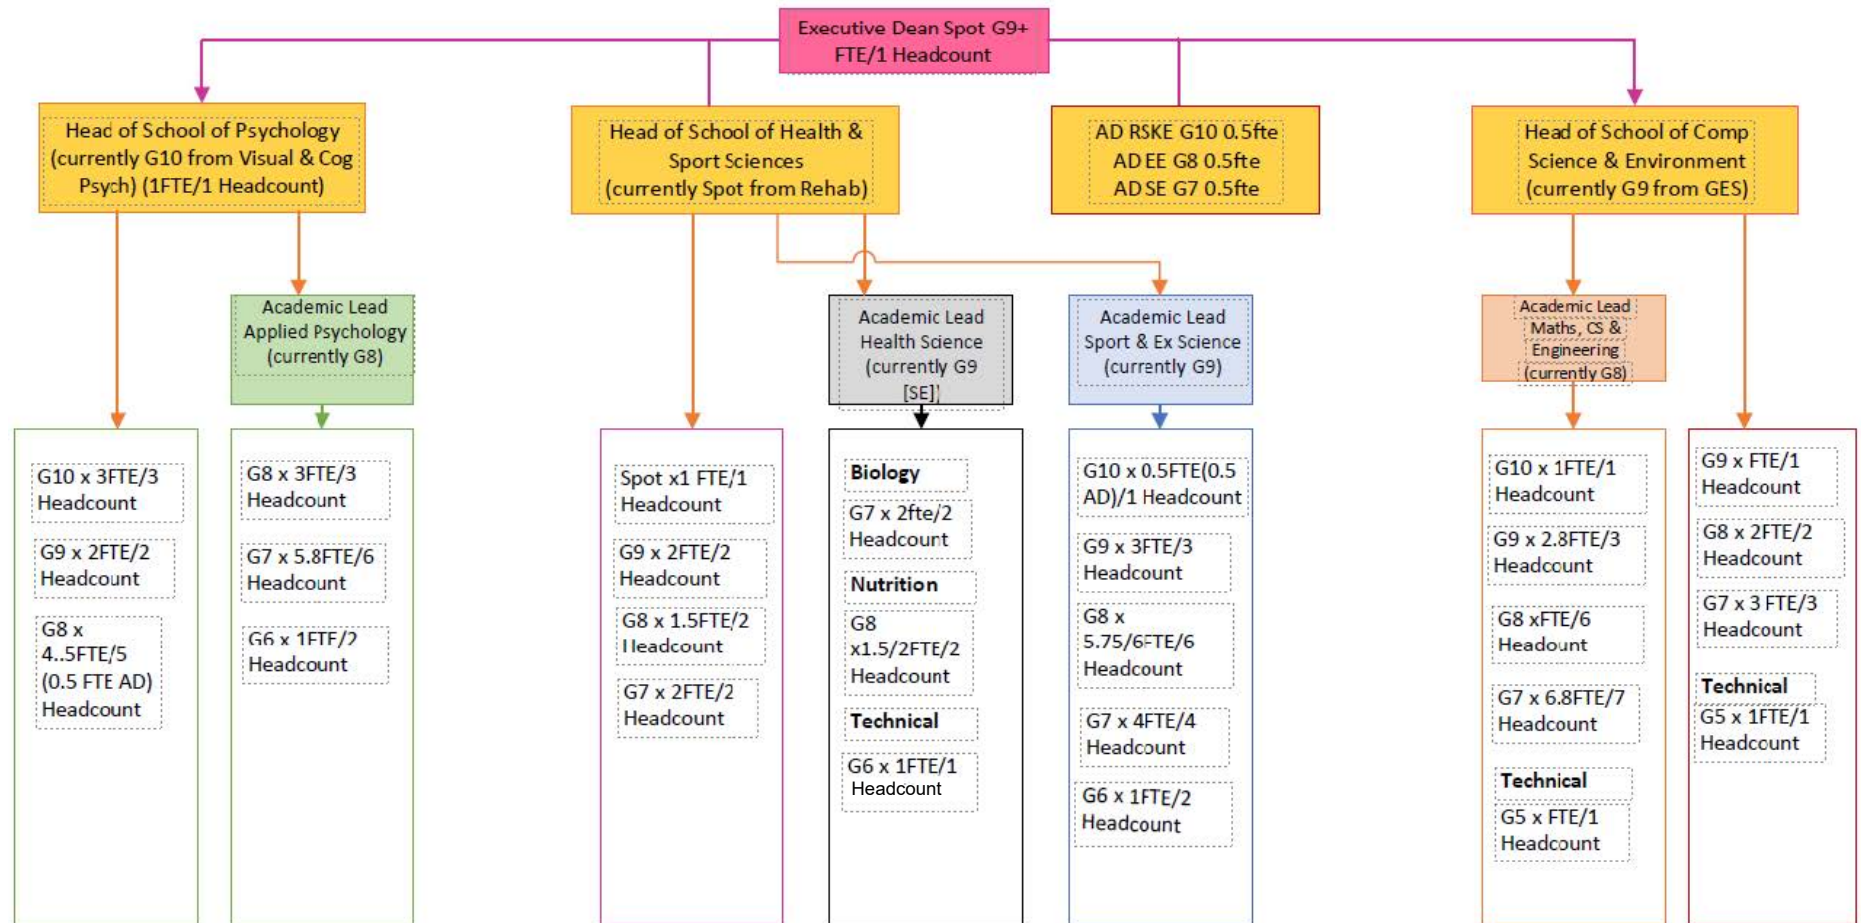 Executive Dean Spot G9+
FTE/1 Headcount
Head of School of Psychology
(currently G10 from Visual & Cog
Psych) (1FTE/1 Headcount)
Head of School of Health &
Sport Sciences
(currently Spot from Rehab)
AD RSKE G10 0.5fte
AD EE G8 0.5fte
AD SE G7 0.5fte
Head of School of Comp
Science & Environment
(currently G9 from GES)
Academic Lead
Applied Psychology
(currently G8)
Academic Lead
Health Science
(currently G9
[SE])
Academic Lead
Sport & Ex Science
(currently G9)
Academic Lead
Maths, CS &
Engineering
(currently G8)
G10 x 3FTE/3
Headcount
G9 x 2FTE/2
Headcount
G8 x
4..5FTE/5
(0.5 FTE AD)
Headcount
G8 x 3FTE/3
Headcount
G7 x 5.8FTE/6
Headcount
G6 x 1FTE/2
Headcount
Spot x1 FTE/1
Headcount
G9 x 2FTE/2
Headcount
G8 x 1.5FTE/2
Headcount
G7 x 2FTE/2
Headcount
Biology
G7 x 2fte/2
Headcount
Nutrition
G8
x1.5/2FTE/2
Headcount
Technical
G6 x 1FTE/1
Headcount
G10 x 0.5FTE(0.5
AD)/1 Headcount
G9 x 3FTE/3
Headcount
G8 x
5.75/6FTE/6
Headcount
G7 x 4FTE/4
Headcount
G6 x 1FTE/2
Headcount
G10 x 1FTE/1
Headcount
G9 x 2.8FTE/3
Headcount
G8 xFTE/6
Headount
G7 x 6.8FTE/7
Headcount
Technical
G5 x FTE/1
Headcount
G9 x FTE/1
Headcount
G8 x 2FTE/2
Headcount
G7 x 3 FTE/3
Headcount
Technical
G5 x 1FTE/1
Headcount